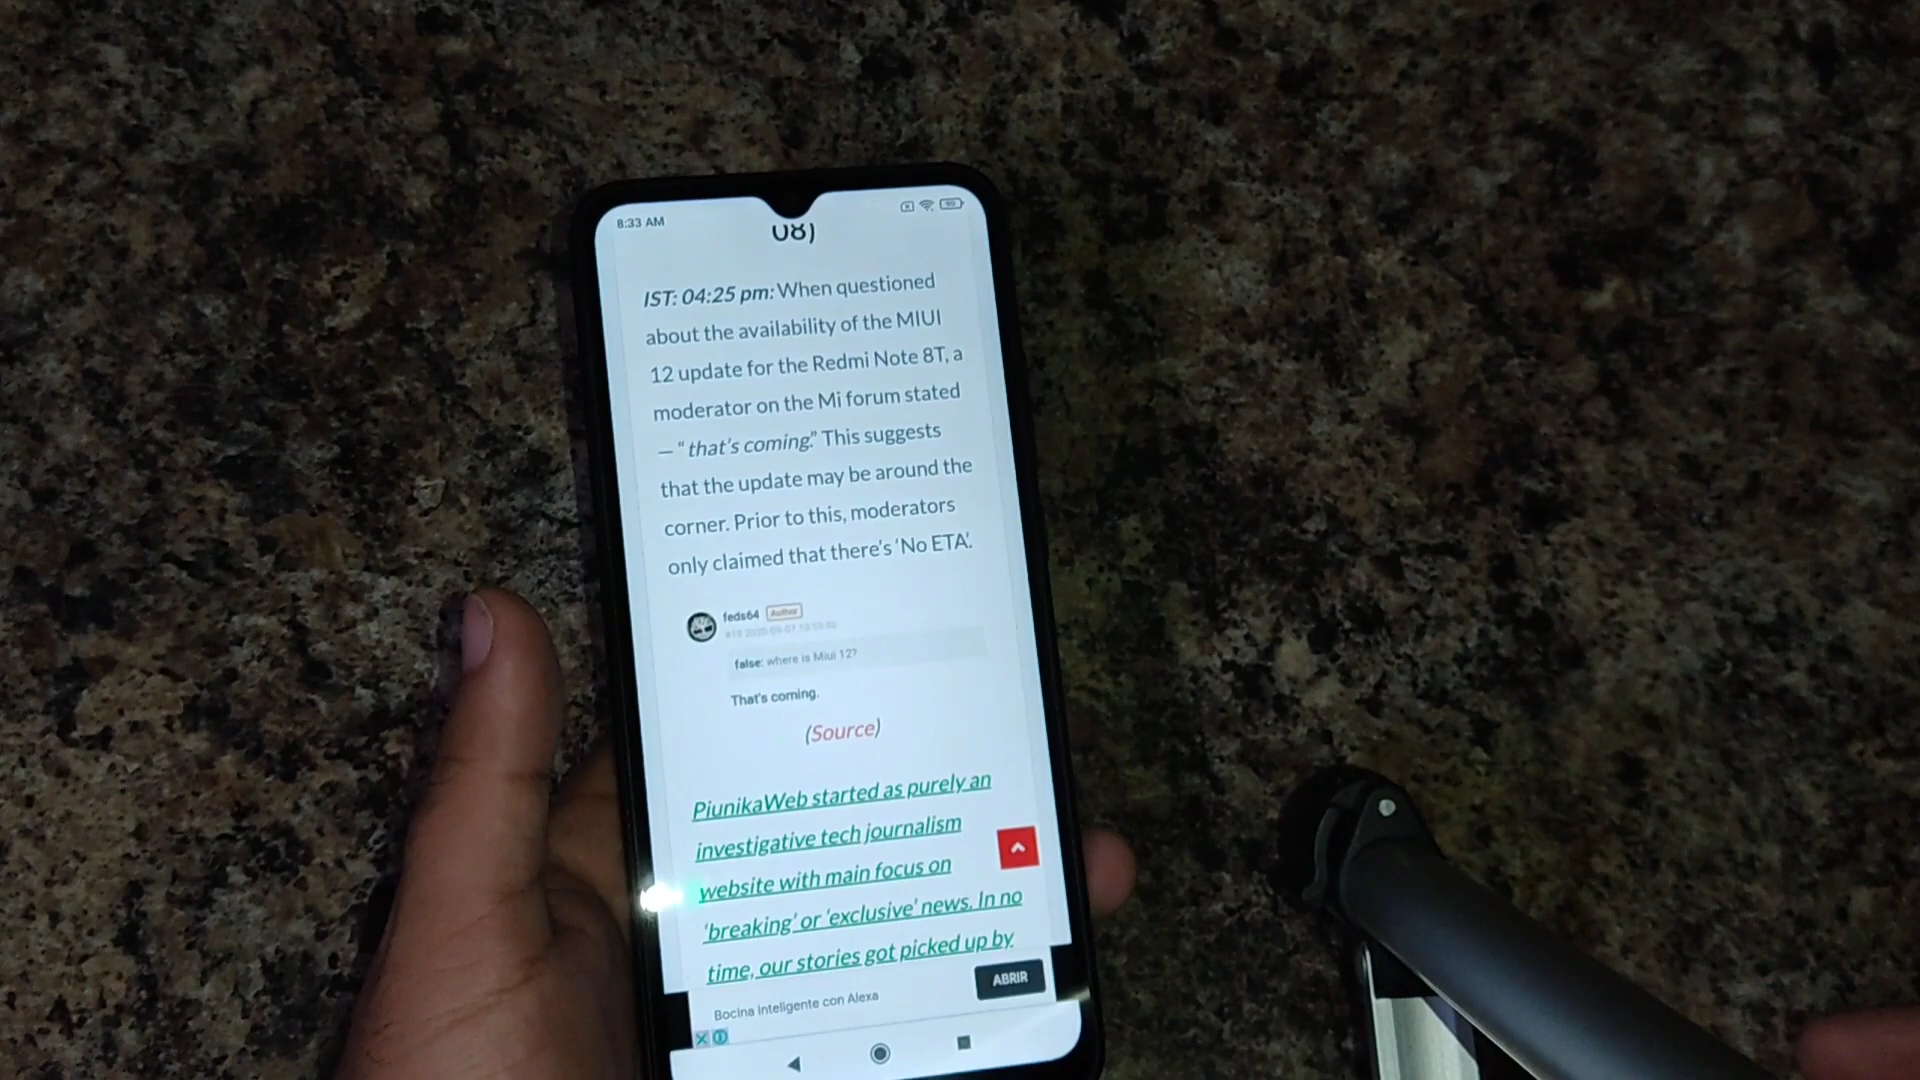 8:33 AM
08)
IST: 04:25 pm: When questioned
about the availability of the MIUI
12 update for the Redmi Note 8T, a
moderator on the Mi forum stated
— “ that’s coming.” This suggests
that the update may be around the
corner. Prior to this, moderators
only claimed that there’s ‘No ETA’.
feds64 Author
false: where is Miui 12?
That's coming.
(Source)
PiunikaWeb started as purely an
investigative tech journalism
website with main focus on
‘breaking’ or ‘exclusive’ news. In no
time, our stories got picked up by
Bocina Inteligente con Alexa
ABRIR